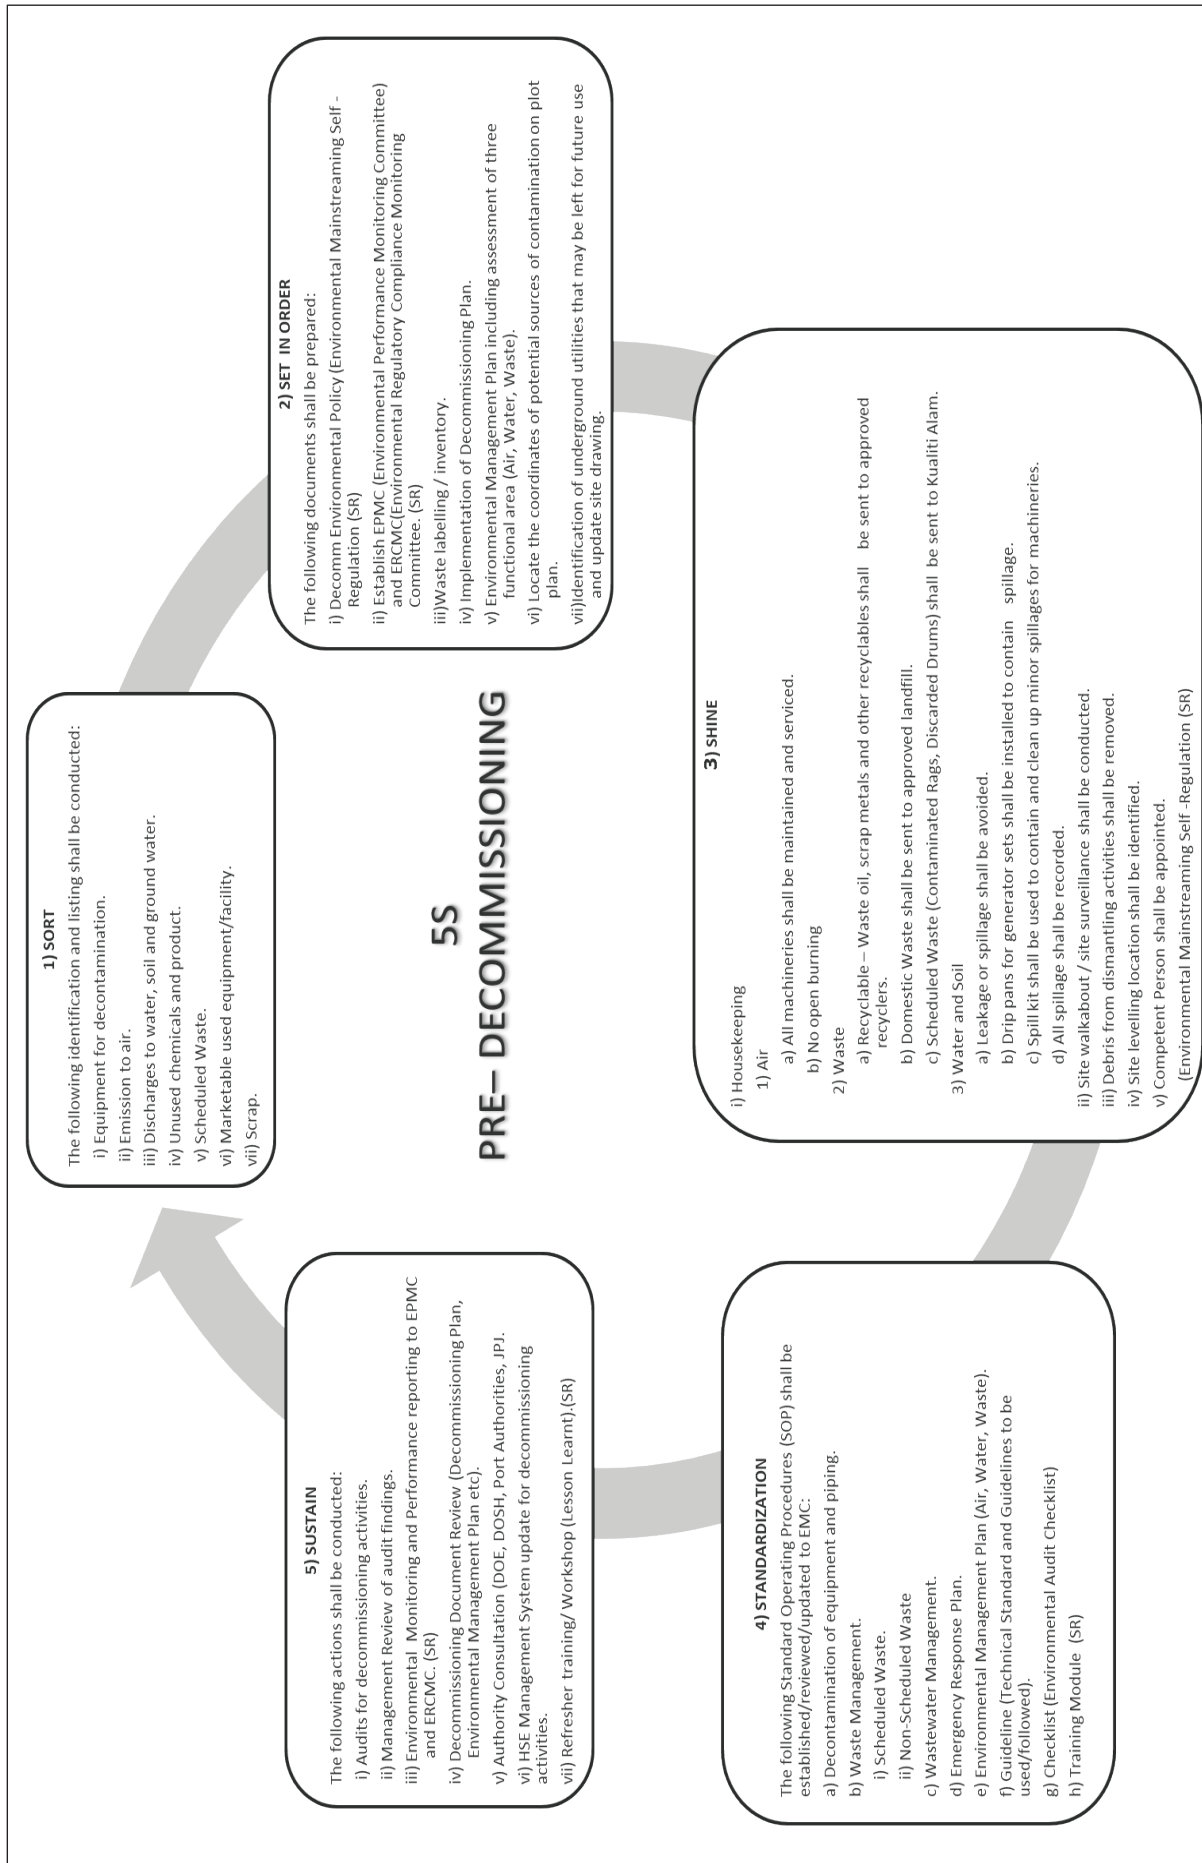 5S
PRE– DECOMMISSIONING
1) SORT
The following identification and listing shall be conducted:
i) Equipment for decontamination.
ii) Emission to air.
iii) Discharges to water, soil and ground water.
iv) Unused chemicals and product.
v) Scheduled Waste.
vi) Marketable used equipment/facility.
vii) Scrap.
2) SET IN ORDER
The following documents shall be prepared:
i) Decomm Environmental Policy (Environmental Mainstreaming Self -
Regulation (SR)
ii) Establish EPMC (Environmental Performance Monitoring Committee)
and ERCMC(Environmental Regulatory Compliance Monitoring
Committee. (SR)
iii)Waste labelling / inventory.
iv) Implementation of Decommissioning Plan.
v) Environmental Management Plan including assessment of three
functional area (Air, Water, Waste).
vi) Locate the coordinates of potential sources of contamination on plot
plan.
vii)Identification of underground utilities that may be left for future use
and update site drawing.
3) SHINE
i) Housekeeping
1) Air
a) All machineries shall be maintained and serviced.
b) No open burning
2) Waste
a) Recyclable – Waste oil, scrap metals and other recyclables shall be sent to approved
recyclers.
b) Domestic Waste shall be sent to approved landfill.
c) Scheduled Waste (Contaminated Rags, Discarded Drums) shall be sent to Kualiti Alam.
3) Water and Soil
a) Leakage or spillage shall be avoided.
b) Drip pans for generator sets shall be installed to contain spillage.
c) Spill kit shall be used to contain and clean up minor spillages for machineries.
d) All spillage shall be recorded.
ii) Site walkabout / site surveillance shall be conducted.
iii) Debris from dismantling activities shall be removed.
iv) Site levelling location shall be identified.
v) Competent Person shall be appointed.
(Environmental Mainstreaming Self -Regulation (SR)
4) STANDARDIZATION
The following Standard Operating Procedures (SOP) shall be
established/reviewed/updated to EMC:
a) Decontamination of equipment and piping.
b) Waste Management.
i) Scheduled Waste.
ii) Non-Scheduled Waste
c) Wastewater Management.
d) Emergency Response Plan.
e) Environmental Management Plan (Air, Water, Waste).
f) Guideline (Technical Standard and Guidelines to be
used/followed).
g) Checklist (Environmental Audit Checklist)
h) Training Module (SR)
5) SUSTAIN
The following actions shall be conducted:
i) Audits for decommissioning activities.
ii) Management Review of audit findings.
iii) Environmental Monitoring and Performance reporting to EPMC
and ERCMC. (SR)
iv) Decommissioning Document Review (Decommissioning Plan,
Environmental Management Plan etc).
v) Authority Consultation (DOE, DOSH, Port Authorities, JPJ.
vi) HSE Management System update for decommissioning
activities.
vii) Refresher training/ Workshop (Lesson Learnt).(SR)